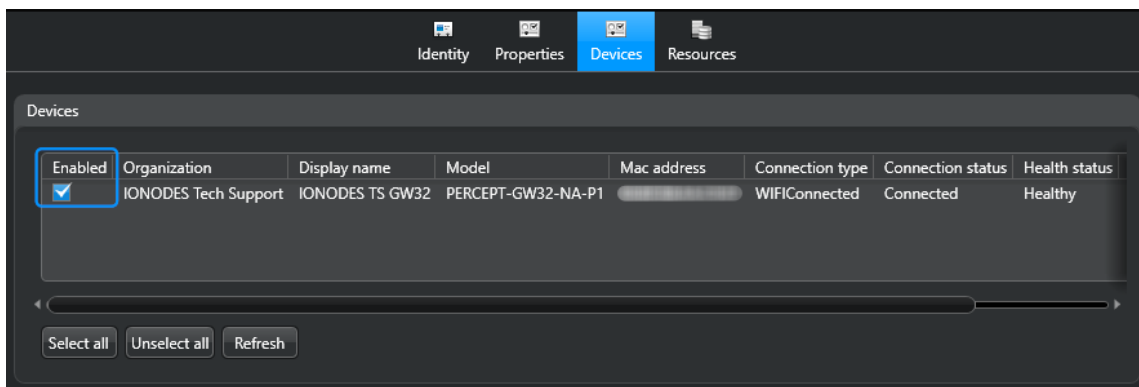 Identity Properties Devices Resources
Devices
Enabled Organization Display name Model Mac address Connection type Connection status Health status
IONODES Tech Support IONODES TS GW32 PERCEPT-GW32-NA-P1 WIFIConnected Connected Healthy
Select all Unselect all Refresh